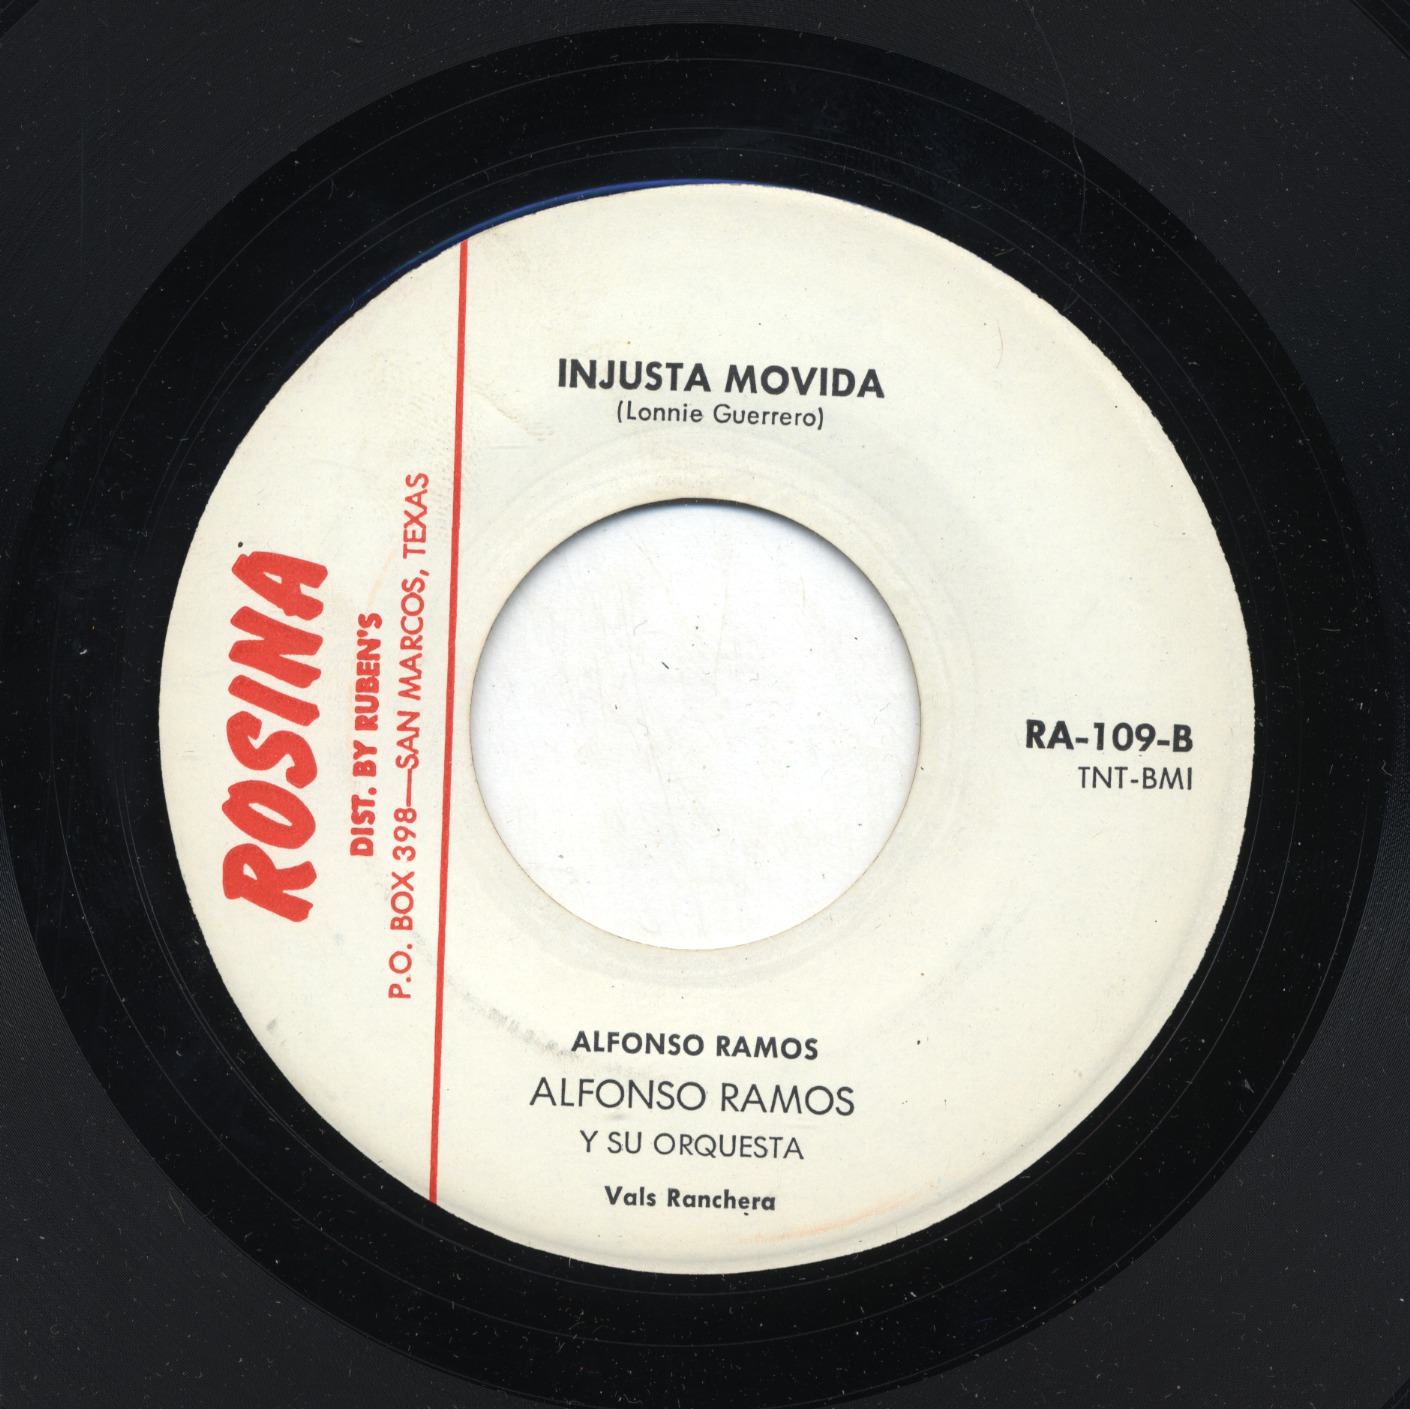 INJUSTA MOVIDA
(Lonnie Guerrero)
ROSINA
DIST. BY RUBEN'S
P.O. BOX 398—SAN MARCOS, TEXAS
RA-109-B
TNT-BMI
ALFONSO RAMOS
ALFONSO RAMOS
Y SU ORQUESTA
Vals Ranchera